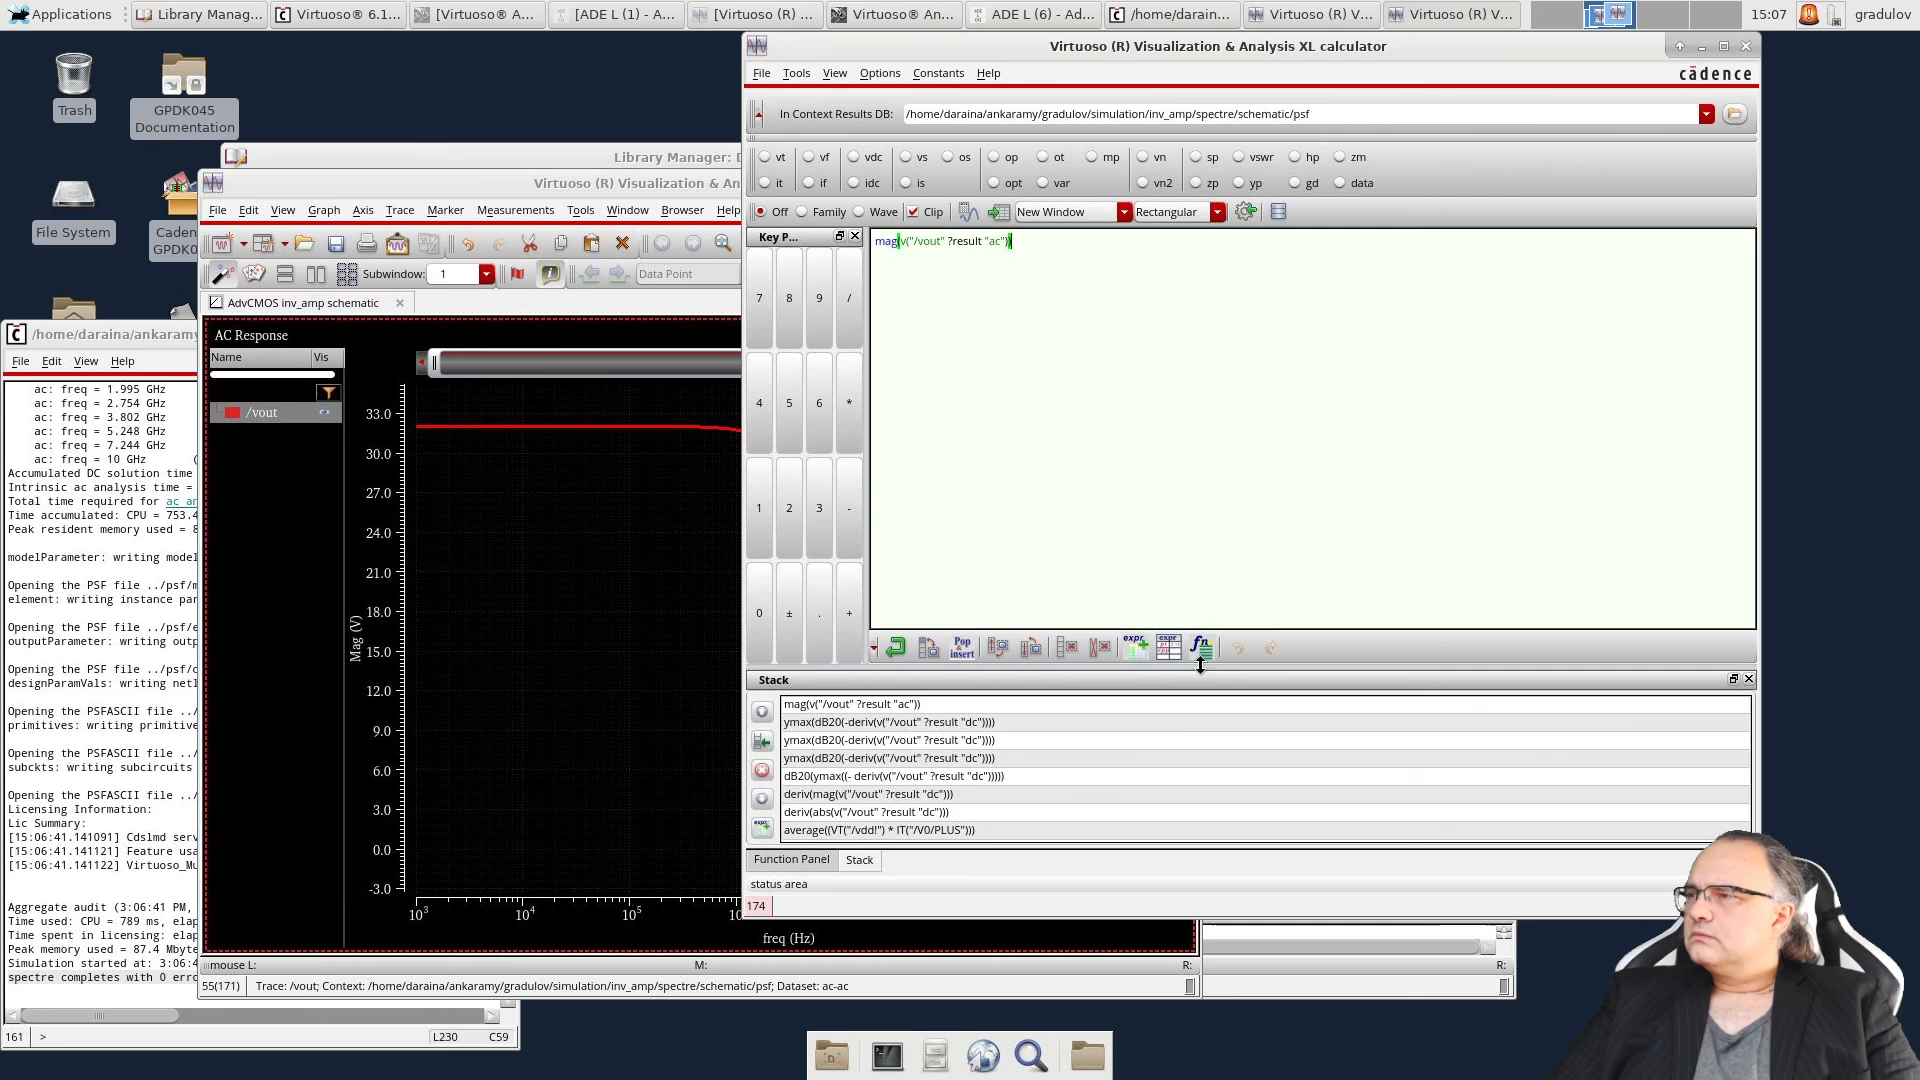 Applications
Library Manag...
Virtuoso® 6.1...
[Virtuoso® A...
[ADE L (1) - A...
[Virtuoso (R) ...
Virtuoso® An...
ADE L (6) - Ad...
/home/darain...
Virtuoso (R) V...
Virtuoso (R) V...
15:07
gradulov
Trash
GPDK045
Documentation
File System
Caden
GPDK0
Library Manager: D
Virtuoso (R) Visualization & An
File Edit View Graph Axis Trace Marker Measurements Tools Window Browser Help
Subwindow: 1
Data Point
AdvCMOS inv_amp schematic
AC Response
Name Vis
/vout
33.0
30.0
27.0
24.0
21.0
18.0
15.0
12.0
9.0
6.0
3.0
0.0
-3.0
Mag (V)
10³ 10⁴ 10⁵
freq (Hz)
mouse L: M: R:
55(171) Trace: /vout; Context: /home/daraina/ankaramy/gradulov/simulation/inv_amp/spectre/schematic/psf; Dataset: ac-ac
R:
/home/daraina/ankaramy
File Edit View Help
ac: freq = 1.995 GHz
ac: freq = 2.754 GHz
ac: freq = 3.802 GHz
ac: freq = 5.248 GHz
ac: freq = 7.244 GHz
ac: freq = 10 GHz (
Accumulated DC solution time
Intrinsic ac analysis time =
Total time required for ac an
Time accumulated: CPU = 753.4
Peak resident memory used = 8
modelParameter: writing model
Opening the PSF file ../psf/m
element: writing instance par
Opening the PSF file ../psf/e
outputParameter: writing outp
Opening the PSF file ../psf/c
designParamVals: writing netl
Opening the PSFASCII file ../
primitives: writing primitive
Opening the PSFASCII file ../
subckts: writing subcircuits
Opening the PSFASCII file ../
Licensing Information:
Lic Summary:
[15:06:41.141091] Cdslmd serv
[15:06:41.141121] Feature usa
[15:06:41.141122] Virtuoso_Mu
Aggregate audit (3:06:41 PM,
Time used: CPU = 789 ms, elap
Time spent in licensing: elap
Peak memory used = 87.4 Mbyte
Simulation started at: 3:06:4
spectre completes with 0 erro
161 > L230 C59
Virtuoso (R) Visualization & Analysis XL calculator
File Tools View Options Constants Help
cādence
In Context Results DB: /home/daraina/ankaramy/gradulov/simulation/inv_amp/spectre/schematic/psf
vt vf vdc vs os op ot mp vn sp vswr hp zm
it if idc is opt var vn2 zp yp gd data
Off Family Wave Clip New Window Rectangular
Key P...
7 8 9 /
4 5 6 *
1 2 3 -
0 ± . +
mag(v("/vout" ?result "ac"))
Pop
insert
expr
fn
Stack
mag(v("/vout" ?result "ac"))
ymax(dB20(-deriv(v("/vout" ?result "dc"))))
ymax(dB20(-deriv(v("/vout" ?result "dc"))))
ymax(dB20(-deriv(v("/vout" ?result "dc"))))
dB20(ymax((- deriv(v("/vout" ?result "dc")))))
deriv(mag(v("/vout" ?result "dc")))
deriv(abs(v("/vout" ?result "dc")))
average((VT("/vdd!") * IT("/V0/PLUS")))
expr
Function Panel Stack
status area
174